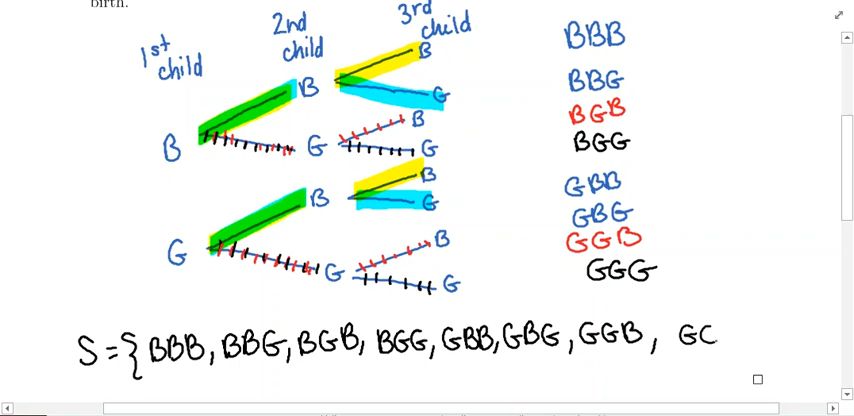 birth.
1st child
2nd child
3rd child
B
B
B
G
G
B
G
G
B
B
G
G
B
G
BBB
BBG
BGB
BGG
GBB
GBG
GGB
GGG
S = { BBB, BBG, BGB, BGG, GBB, GBG, GGB, GC